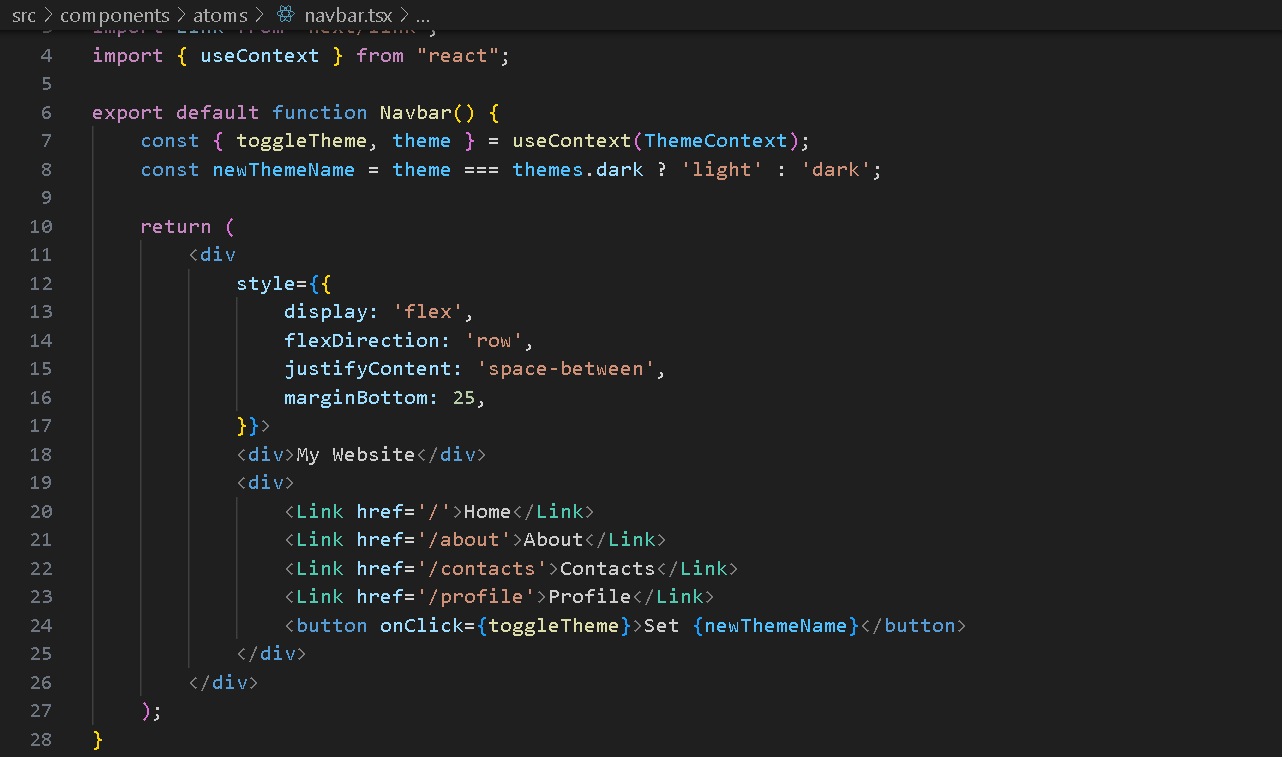 src > components > atoms > navbar.tsx > ...
3 import Link from "next/link";
4 import { useContext } from "react";
5
6 export default function Navbar() {
7 const { toggleTheme, theme } = useContext(ThemeContext);
8 const newThemeName = theme === themes.dark ? 'light' : 'dark';
9
10 return (
11 <div
12 style={{
13 display: 'flex',
14 flexDirection: 'row',
15 justifyContent: 'space-between',
16 marginBottom: 25,
17 }}>
18 <div>My Website</div>
19 <div>
20 <Link href='/'>Home</Link>
21 <Link href='/about'>About</Link>
22 <Link href='/contacts'>Contacts</Link>
23 <Link href='/profile'>Profile</Link>
24 <button onClick={toggleTheme}>Set {newThemeName}</button>
25 </div>
26 </div>
27 );
28 }